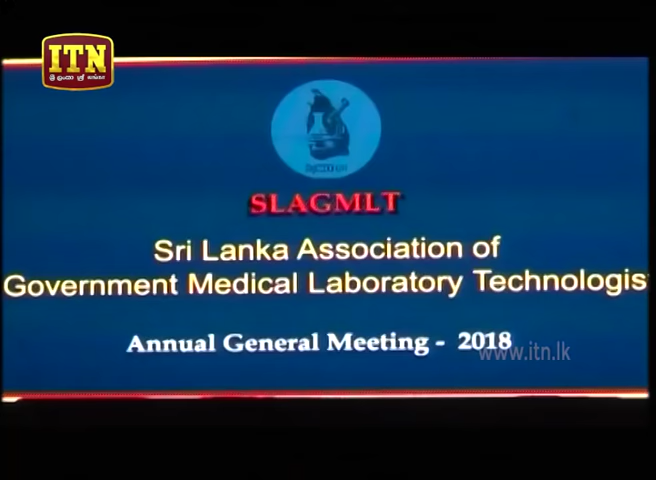 ITN
SLAGMLT
Sri Lanka Association of
Government Medical Laboratory Technologis
Annual General Meeting - 2018
www.itn.lk